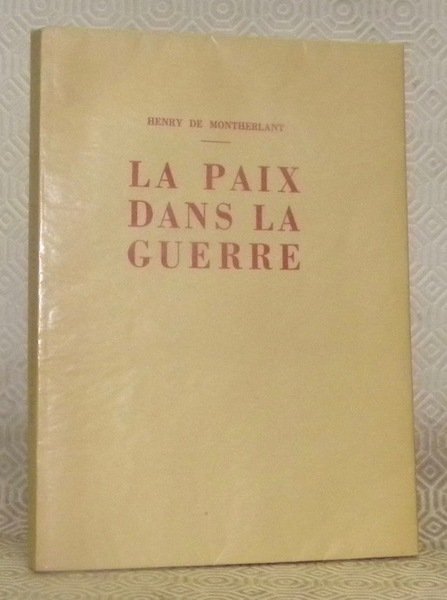 HENRY DE MONTHERLANT
LA PAIX
DANS LA
GUERRE